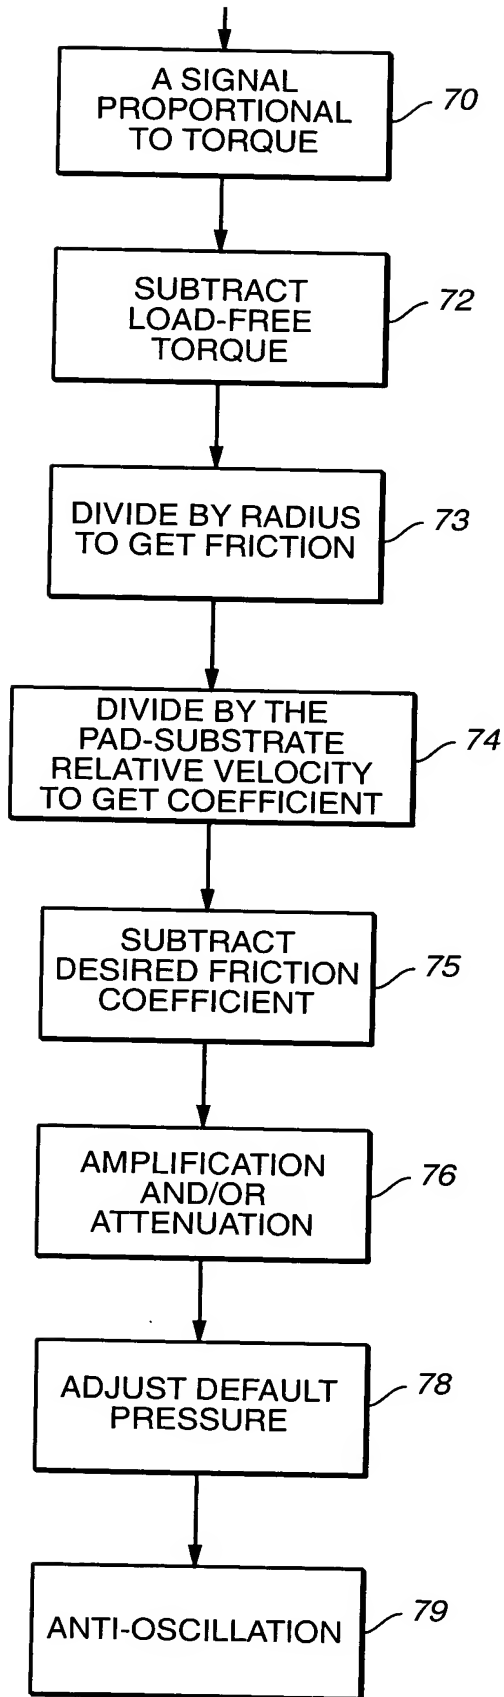 A SIGNAL
PROPORTIONAL
TO TORQUE
70
SUBTRACT
LOAD-FREE
TORQUE
72
DIVIDE BY RADIUS
TO GET FRICTION
73
DIVIDE BY THE
PAD-SUBSTRATE
RELATIVE VELOCITY
TO GET COEFFICIENT
74
SUBTRACT
DESIRED FRICTION
COEFFICIENT
75
AMPLIFICATION
AND/OR
ATTENUATION
76
ADJUST DEFAULT
PRESSURE
78
ANTI-OSCILLATION
79